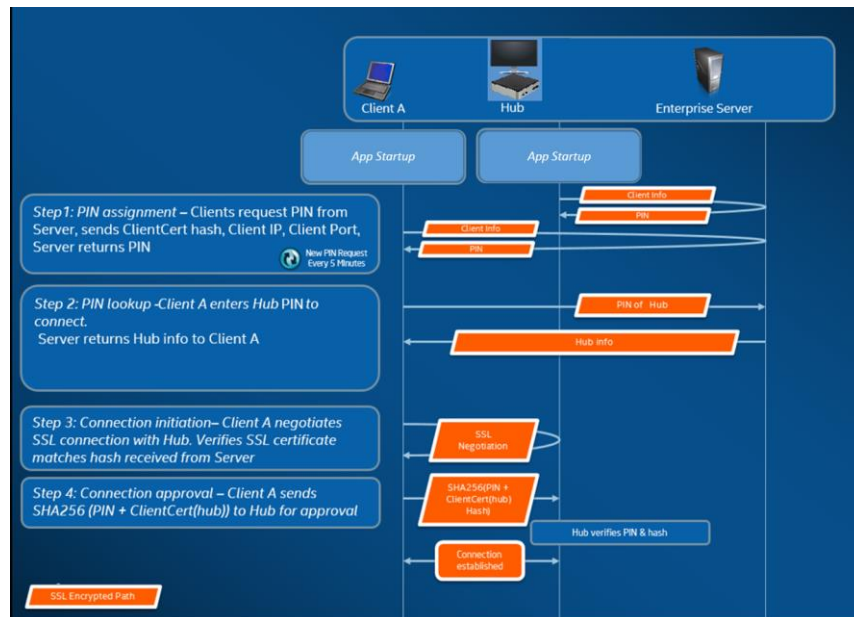 Client A
Hub
Enterprise Server
App Startup
App Startup
Step1: PIN assignment – Clients request PIN from
Server, sends ClientCert hash, Client IP, Client Port,
Server returns PIN
New PIN Request
Every 5 Minutes
Client Info
PIN
Client Info
PIN
Step 2: PIN lookup -Client A enters Hub PIN to
connect.
Server returns Hub info to Client A
PIN of Hub
Hub Info
Step 3: Connection initiation– Client A negotiates
SSL connection with Hub. Verifies SSL certificate
matches hash received from Server
SSL
Negotiation
Step 4: Connection approval – Client A sends
SHA256 (PIN + ClientCert(hub)) to Hub for approval
SHA256(PIN +
ClientCert(hub)
Hash)
Hub verifies PIN & hash
Connection
established
SSL Encrypted Path